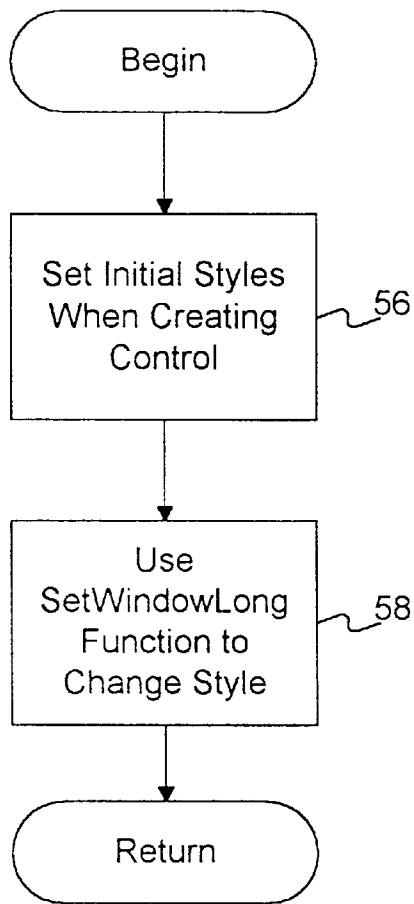 Begin
Set Initial Styles
When Creating
Control
56
Use
SetWindowLong
Function to
Change Style
58
Return